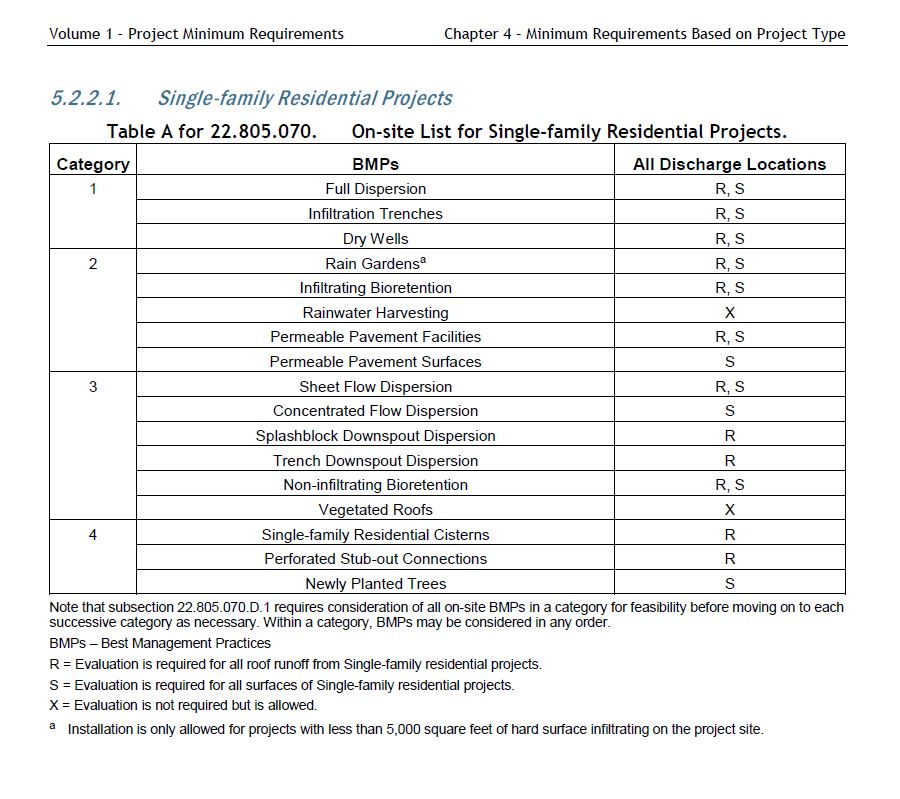 Volume 1 - Project Minimum Requirements Chapter 4 - Minimum Requirements Based on Project Type
5.2.2.1. Single-family Residential Projects
Table A for 22.805.070. On-site List for Single-family Residential Projects.
Category BMPs All Discharge Locations
1 Full Dispersion R, S
Infiltration Trenches R, S
Dry Wells R, S
2 Rain Gardensᵃ R, S
Infiltrating Bioretention R, S
Rainwater Harvesting X
Permeable Pavement Facilities R, S
Permeable Pavement Surfaces S
3 Sheet Flow Dispersion R, S
Concentrated Flow Dispersion S
Splashblock Downspout Dispersion R
Trench Downspout Dispersion R
Non-infiltrating Bioretention R, S
Vegetated Roofs X
4 Single-family Residential Cisterns R
Perforated Stub-out Connections R
Newly Planted Trees S
Note that subsection 22.805.070.D.1 requires consideration of all on-site BMPs in a category for feasibility before moving on to each
successive category as necessary. Within a category, BMPs may be considered in any order.
BMPs – Best Management Practices
R = Evaluation is required for all roof runoff from Single-family residential projects.
S = Evaluation is required for all surfaces of Single-family residential projects.
X = Evaluation is not required but is allowed.
ᵃ Installation is only allowed for projects with less than 5,000 square feet of hard surface infiltrating on the project site.